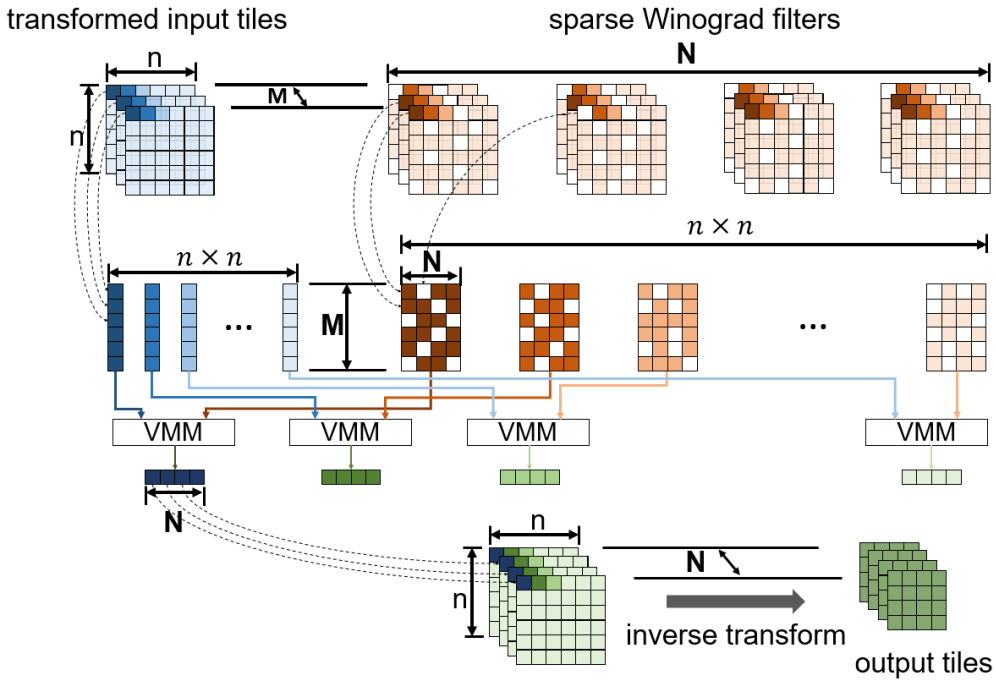 transformed input tiles
sparse Winograd filters
n
N
M
n
n × n
n × n
N
M
...
...
VMM
VMM
VMM
VMM
N
n
N
n
inverse transform
output tiles